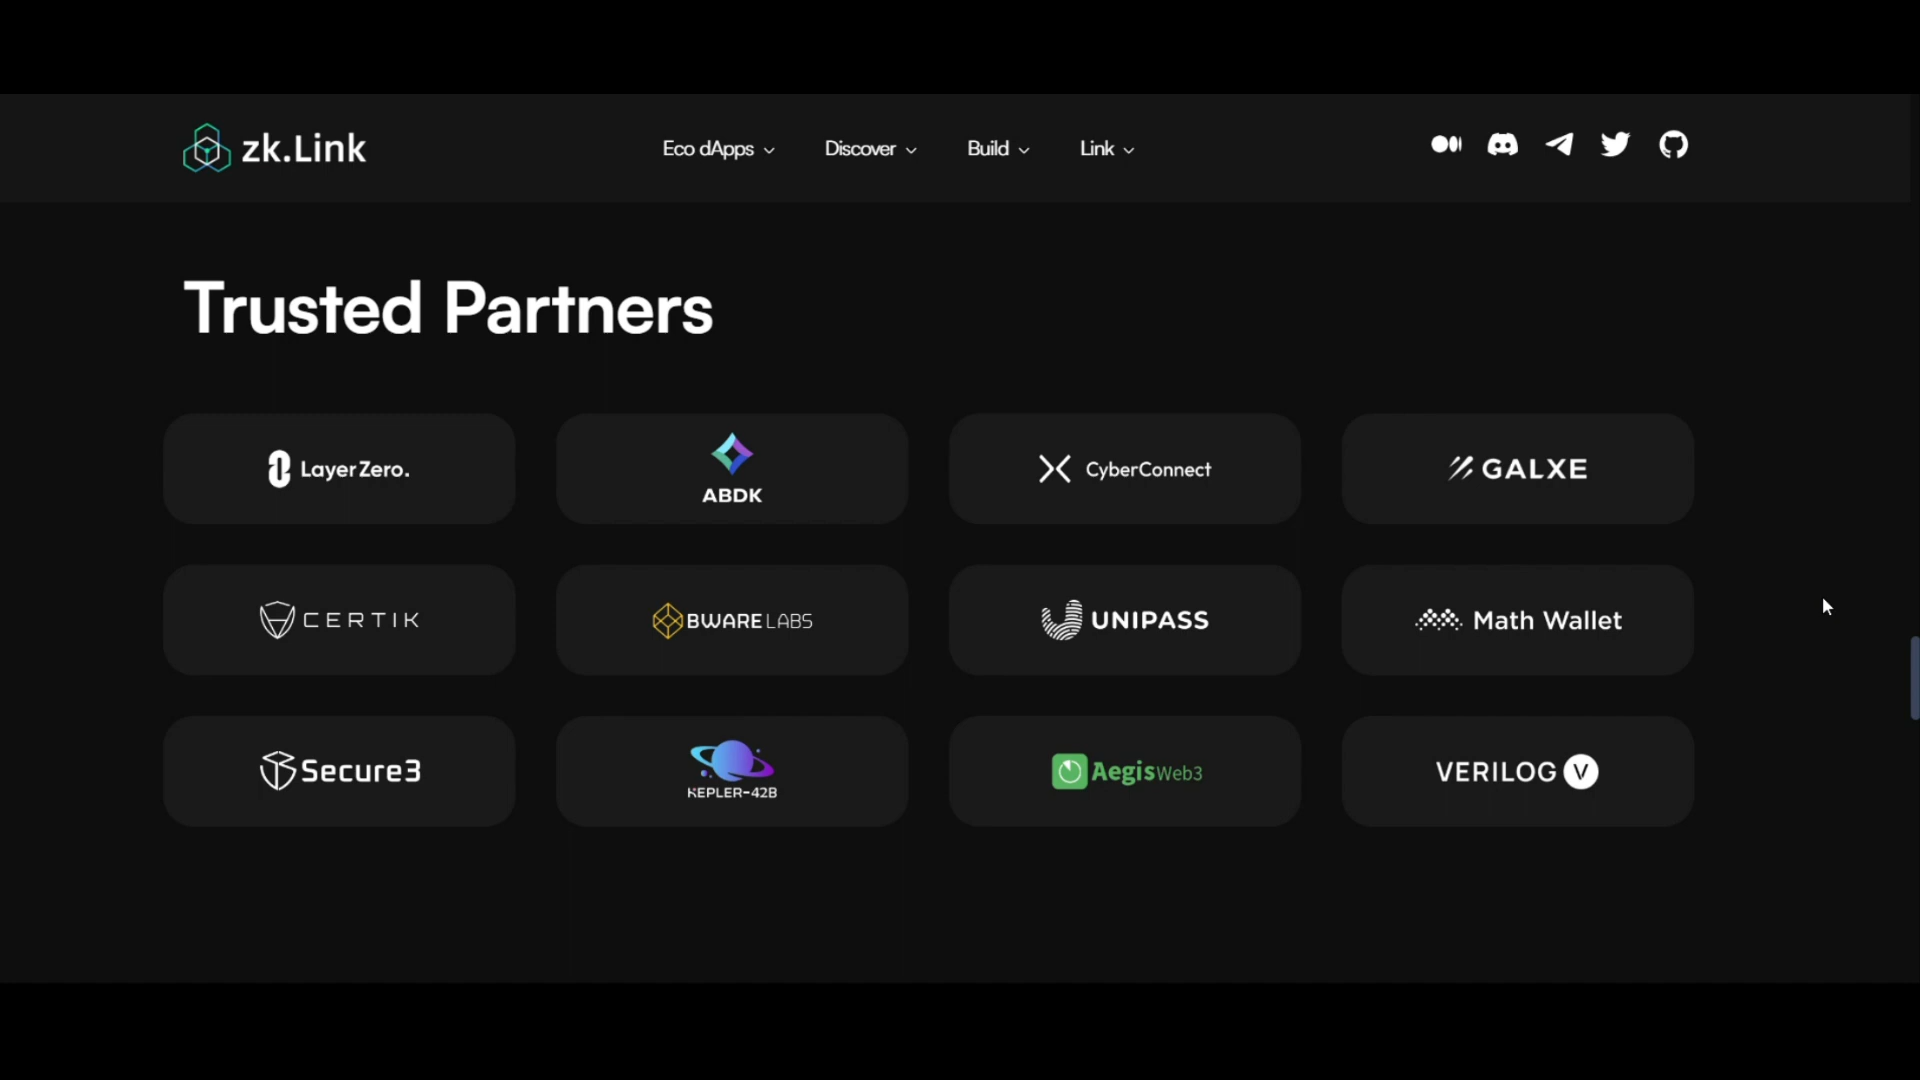 zk.Link
Eco dApps
Discover
Build
Link
Trusted Partners
LayerZero.
ABDK
CyberConnect
GALXE
CERTIK
BWARE LABS
UNIPASS
Math Wallet
Secure3
KEPLER-42B
AegisWeb3
VERILOG V